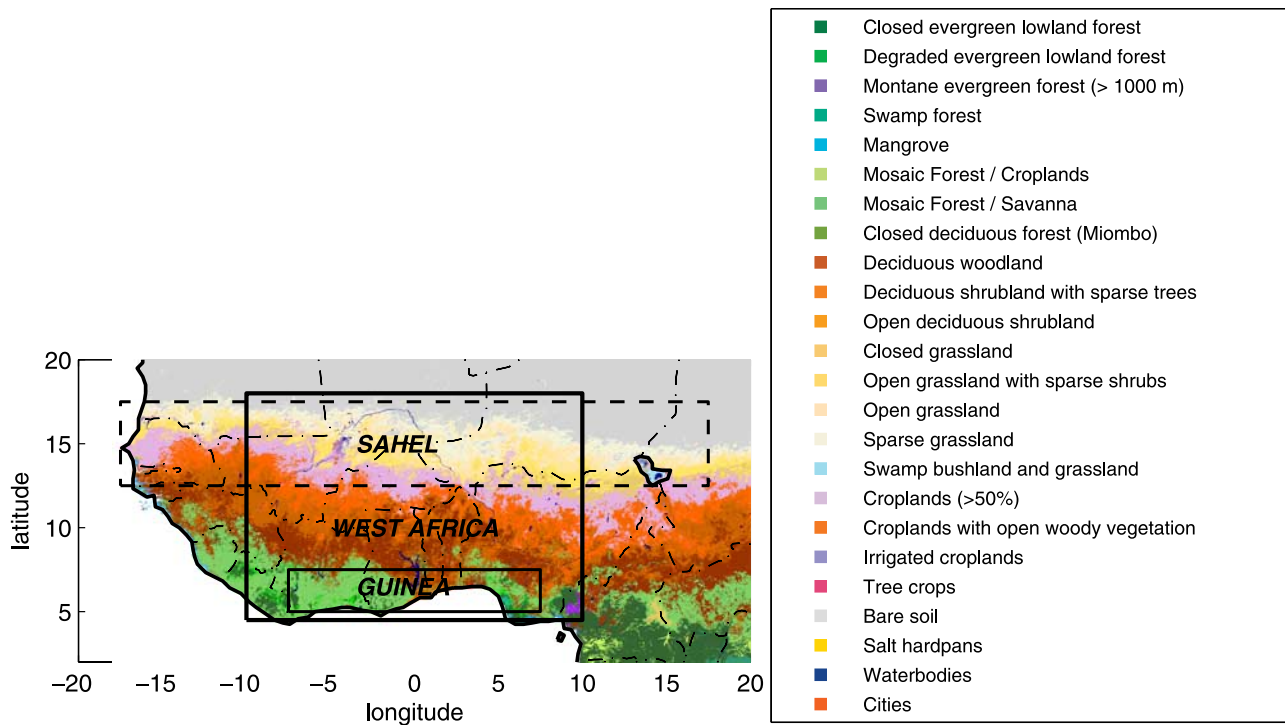 Closed evergreen lowland forest
Degraded evergreen lowland forest
Montane evergreen forest (> 1000 m)
Swamp forest
Mangrove
Mosaic Forest / Croplands
Mosaic Forest / Savanna
Closed deciduous forest (Miombo)
Deciduous woodland
Deciduous shrubland with sparse trees
Open deciduous shrubland
Closed grassland
Open grassland with sparse shrubs
Open grassland
Sparse grassland
Swamp bushland and grassland
Croplands (>50%)
Croplands with open woody vegetation
Irrigated croplands
Tree crops
Bare soil
Salt hardpans
Waterbodies
Cities
20
15
10
5
latitude
SAHEL
WEST AFRICA
GUINEA
−20 −15 −10 −5 0 5 10 15 20
longitude